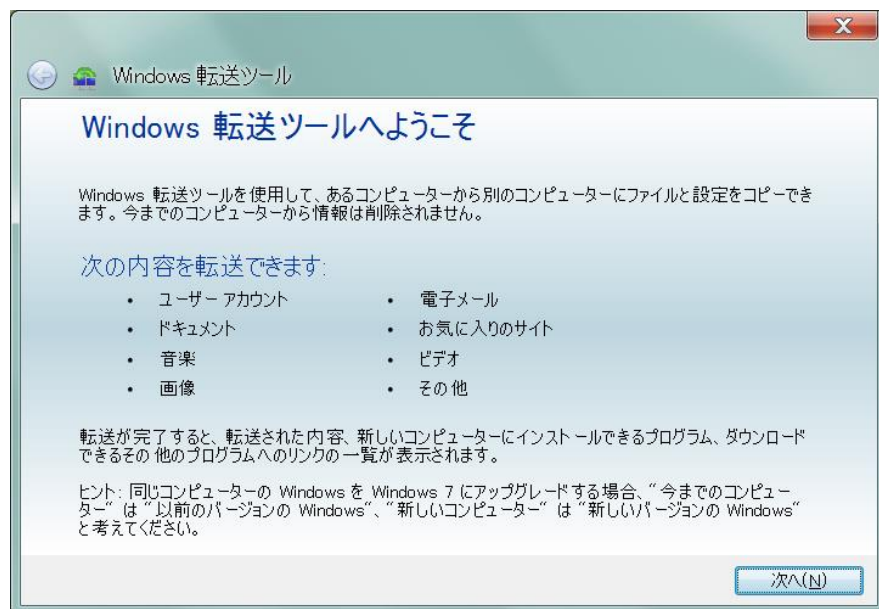 Windows 転送ツール
Windows 転送ツールへようこそ
Windows 転送ツールを使用して、あるコンピューターから別のコンピューターにファイルと設定をコピーでき
ます。今までのコンピューターから情報は削除されません。
次の内容を転送できます:
• ユーザー アカウント
• 電子メール
• ドキュメント
• お気に入りのサイト
• 音楽
• ビデオ
• 画像
• その他
転送が完了すると、転送された内容、新しいコンピューターにインストールできるプログラム、ダウンロード
できるその他のプログラムへのリンクの一覧が表示されます。
ヒント: 同じコンピューターの Windows を Windows 7 にアップグレードする場合、"今までのコンピュー
ター" は "以前のバージョンの Windows"、"新しいコンピューター" は "新しいバージョンの Windows"
と考えてください。
次へ(N)